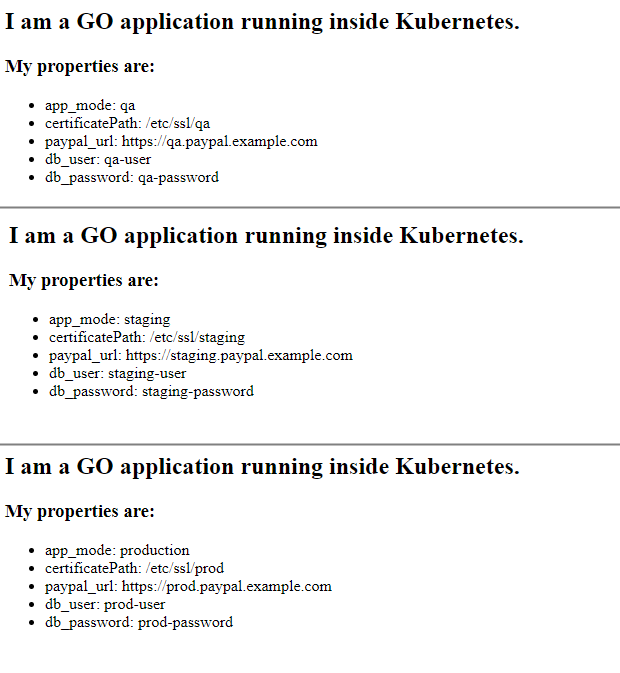 I am a GO application running inside Kubernetes.
My properties are:
• app_mode: qa
• certificatePath: /etc/ssl/qa
• paypal_url: https://qa.paypal.example.com
• db_user: qa-user
• db_password: qa-password
I am a GO application running inside Kubernetes.
My properties are:
• app_mode: staging
• certificatePath: /etc/ssl/staging
• paypal_url: https://staging.paypal.example.com
• db_user: staging-user
• db_password: staging-password
I am a GO application running inside Kubernetes.
My properties are:
• app_mode: production
• certificatePath: /etc/ssl/prod
• paypal_url: https://prod.paypal.example.com
• db_user: prod-user
• db_password: prod-password